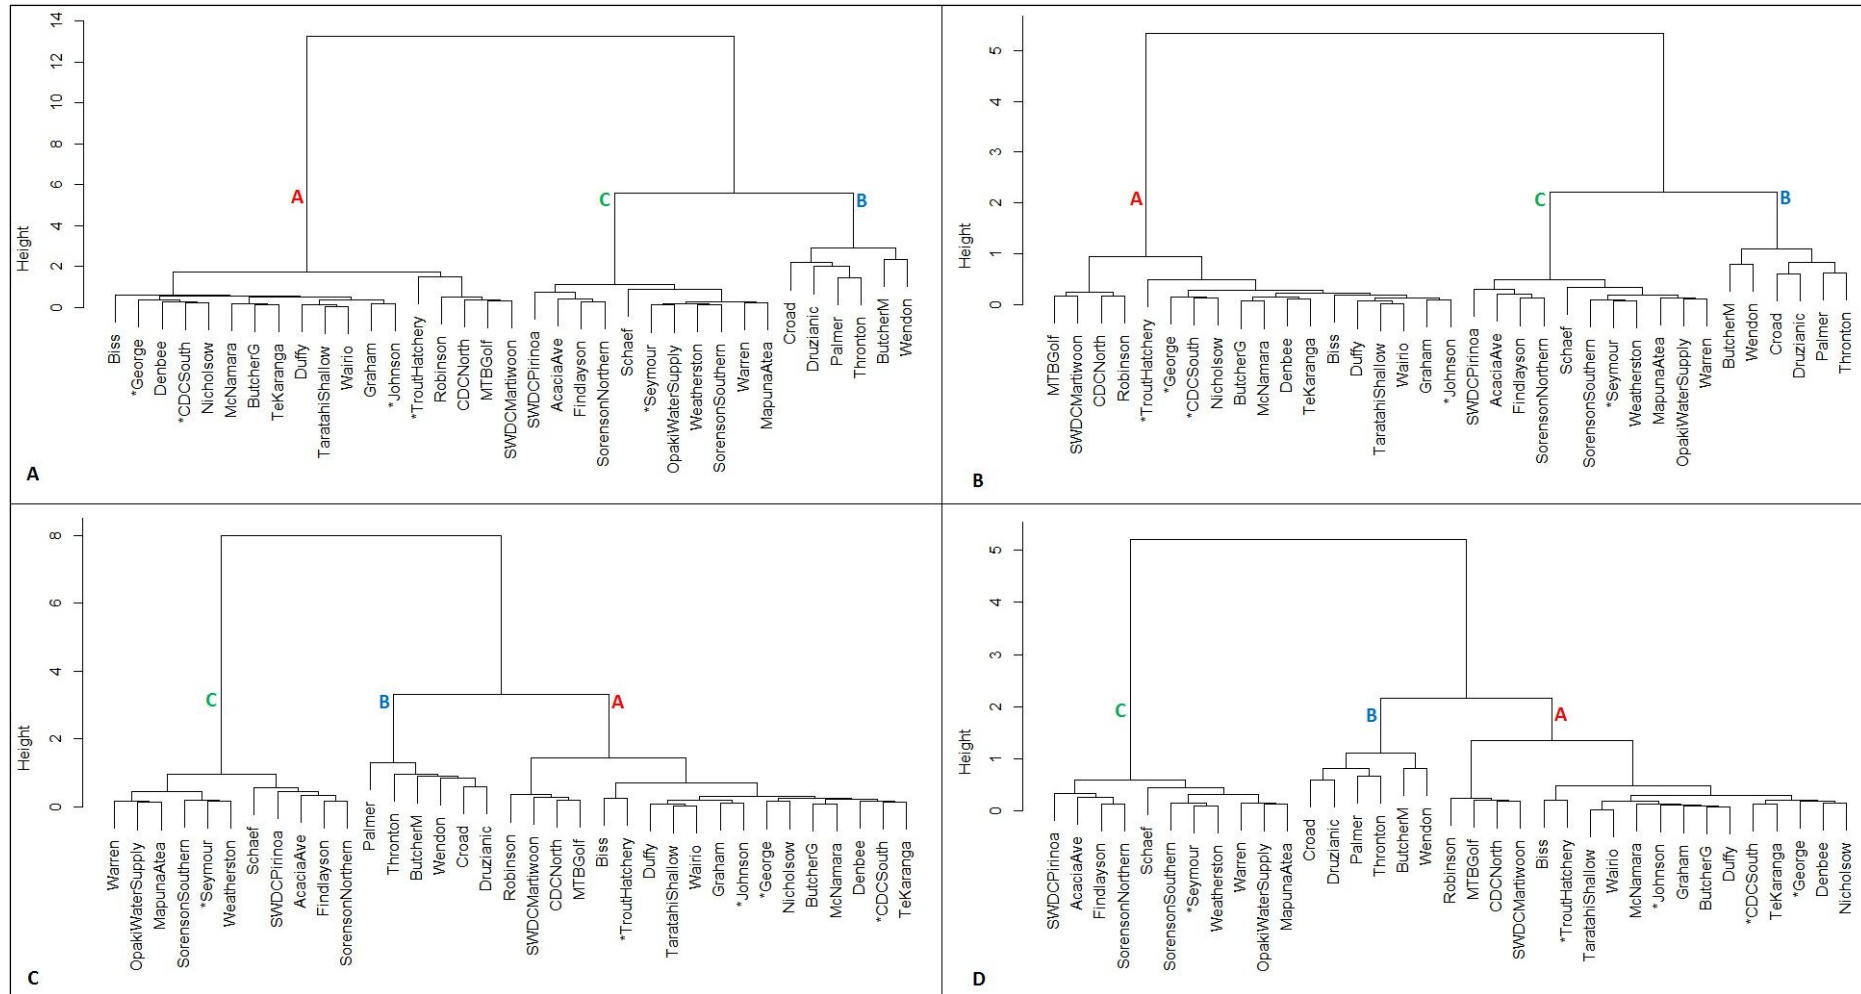 14
12
10
8
6
4
2
0
Height
A
C
B
Biss
*George
Denbee
*CDCSouth
Nicholsow
McNamara
ButcherG
TeKaranga
Duffy
TaratahiShallow
Wairio
Graham
*Johnson
*TroutHatchery
Robinson
CDCNorth
MTBGolf
SWDCMartiwoon
SWDCPirinoa
AcaciaAve
Findlayson
SorensonNorthern
Schaef
*Seymour
OpakiWaterSupply
Weatherston
SorensonSouthern
Warren
MapunaAtea
Croad
Druzianic
Palmer
Thronton
ButcherM
Wendon
A
5
4
3
2
1
0
Height
A
C
B
MTBGolf
SWDCMartiwoon
CDCNorth
Robinson
*TroutHatchery
*George
*CDCSouth
Nicholsow
ButcherG
McNamara
Denbee
TeKaranga
Biss
Duffy
TaratahiShallow
Wairio
Graham
*Johnson
SWDCPirinoa
AcaciaAve
Findlayson
SorensonNorthern
Schaef
SorensonSouthern
*Seymour
Weatherston
MapunaAtea
OpakiWaterSupply
Warren
ButcherM
Wendon
Croad
Druzianic
Palmer
Thronton
B
8
6
4
2
0
Height
C
B
A
Warren
OpakiWaterSupply
MapunaAtea
SorensonSouthern
*Seymour
Weatherston
Schaef
SWDCPirinoa
AcaciaAve
Findlayson
SorensonNorthern
Palmer
Thronton
ButcherM
Wendon
Croad
Druzianic
Robinson
SWDCMartiwoon
CDCNorth
MTBGolf
Biss
*TroutHatchery
Duffy
TaratahiShallow
Wairio
Graham
*Johnson
*George
Nicholsow
ButcherG
McNamara
Denbee
*CDCSouth
TeKaranga
C
5
4
3
2
1
0
Height
C
B
A
SWDCPirinoa
AcaciaAve
Findlayson
SorensonNorthern
Schaef
SorensonSouthern
*Seymour
Weatherston
Warren
OpakiWaterSupply
MapunaAtea
Croad
Druzianic
Palmer
Thronton
ButcherM
Wendon
Robinson
MTBGolf
CDCNorth
SWDCMartiwoon
Biss
*TroutHatchery
TaratahiShallow
Wairio
McNamara
*Johnson
Graham
ButcherG
Duffy
*CDCSouth
TeKaranga
*George
Denbee
Nicholsow
D